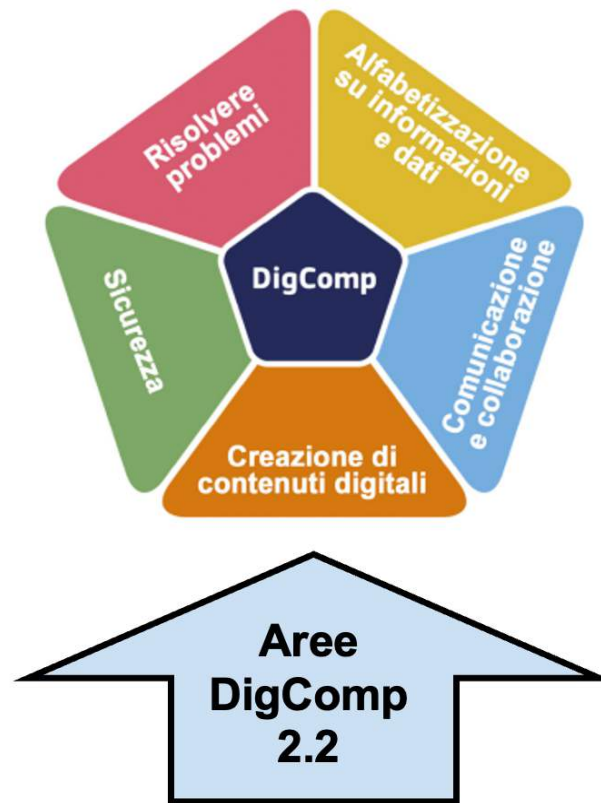 Risolvere
problemi
Alfabetizzazione
su informazioni
e dati
DigComp
Sicurezza
Comunicazione
e collaborazione
Creazione di
contenuti digitali
Aree
DigComp
2.2